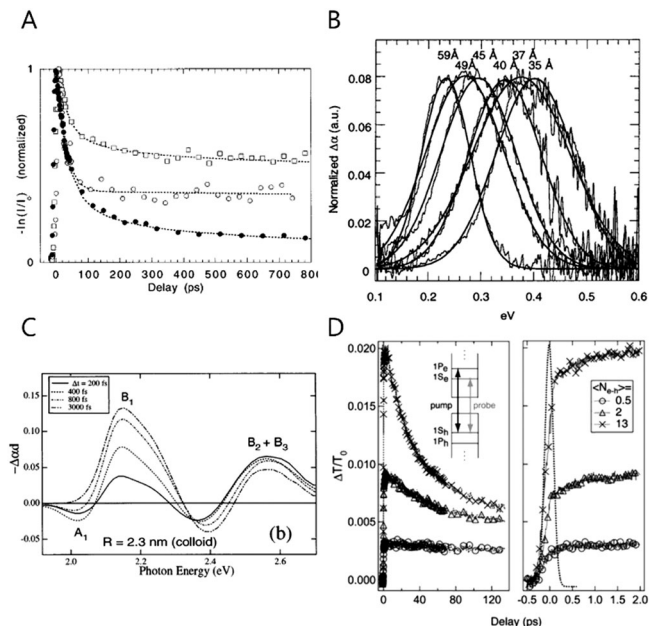 A
-ln(I/I₀) (normalized)
1
0
0 100 200 300 400 500 600 700 800
Delay (ps)
B
59Å 45 Å 37 Å
49Å 40 Å 35 Å
Normalized Δα (a.u.)
0.08
0.06
0.04
0.02
0
0.1 0.2 0.3 0.4 0.5 0.6
eV
C
Δt = 200 fs
400 fs
800 fs
3000 fs
B₁
B₂ + B₃
A₁
-Δαd
0.15
0.10
0.05
-0.00
-0.05
R = 2.3 nm (colloid)
(b)
2.0 2.2 2.4 2.6
Photon Energy (eV)
D
ΔT/T₀
0.020
0.015
0.010
0.005
0.000
1Pₑ
1Sₑ
pump
probe
1Sₕ
1Pₕ
<Nₑ₋ₕ>=
0.5
2
13
0 40 80 120
-0.5 0.0 0.5 1.0 1.5 2.0
Delay (ps)